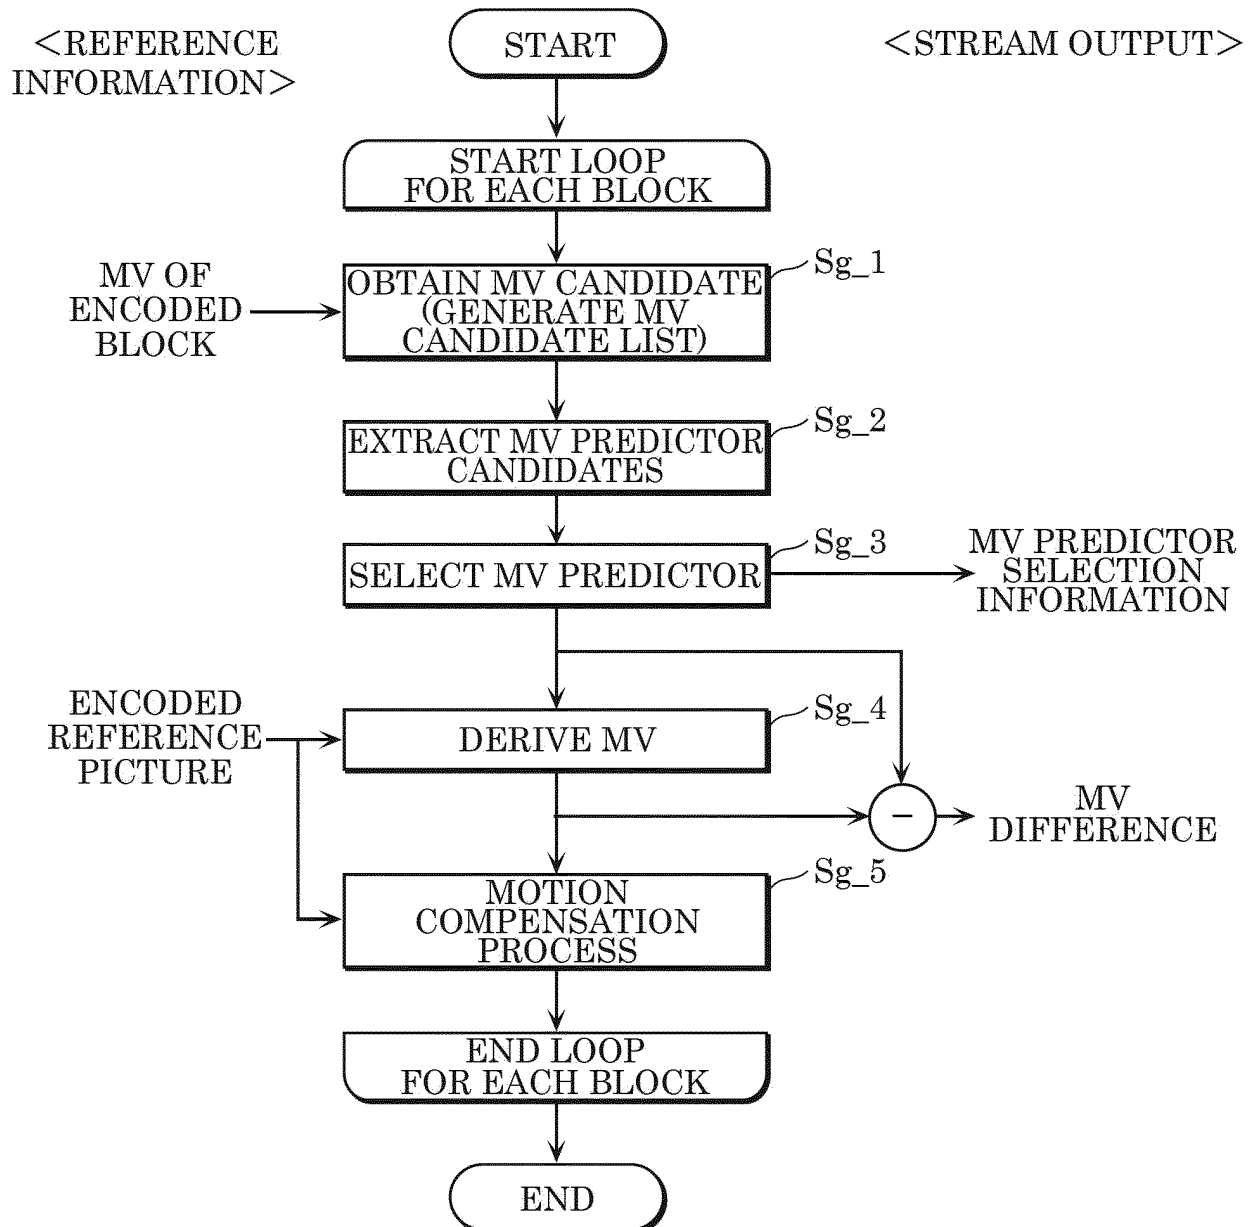 <REFERENCE
INFORMATION>
START
<STREAM OUTPUT>
START LOOP
FOR EACH BLOCK
MV OF
ENCODED
BLOCK
OBTAIN MV CANDIDATE
(GENERATE MV
CANDIDATE LIST)
Sg_1
EXTRACT MV PREDICTOR
CANDIDATES
Sg_2
SELECT MV PREDICTOR
Sg_3
MV PREDICTOR
SELECTION
INFORMATION
ENCODED
REFERENCE
PICTURE
DERIVE MV
Sg_4
−
MV
DIFFERENCE
MOTION
COMPENSATION
PROCESS
Sg_5
END LOOP
FOR EACH BLOCK
END